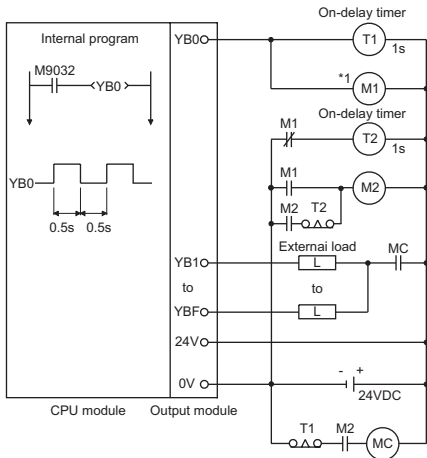 On-delay timer
Internal program
YB0
T1
1s
M9032
YB0
*1
M1
On-delay timer
M1
T2
1s
YB0
M1
M2
M2
T2
0.5s
0.5s
Externai load
YB1
L
MC
to
to
YBF
L
24V
0V
-
+
24VDC
CPU module
Output module
T1
M2
MC